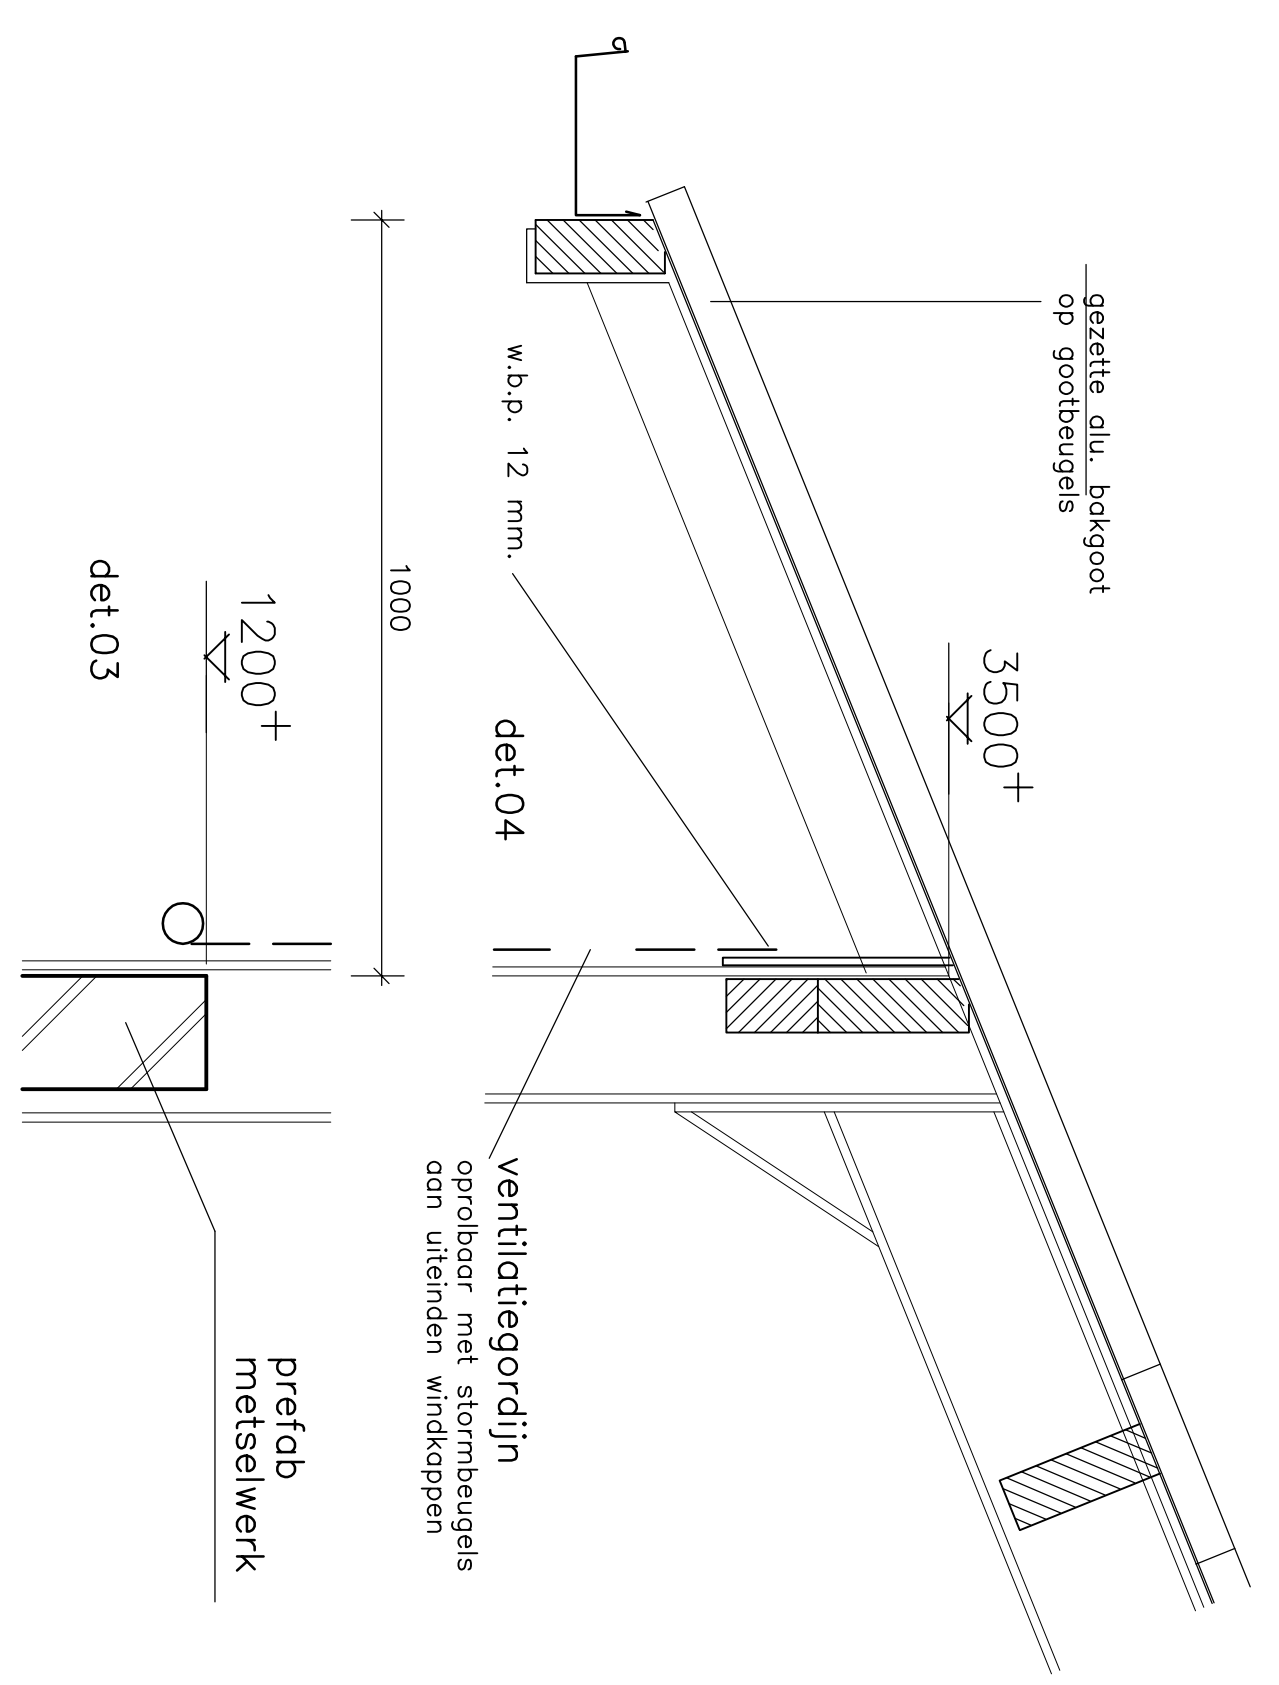 gezette alu. bakgoot
op gootbeugels
3500+
w.b.p. 12 mm.
det.04
ventilatiegordijn
oprolbaar met stormbeugels
aan uiteinden windkappen
1000
1200+
det.03
prefab
metselwerk